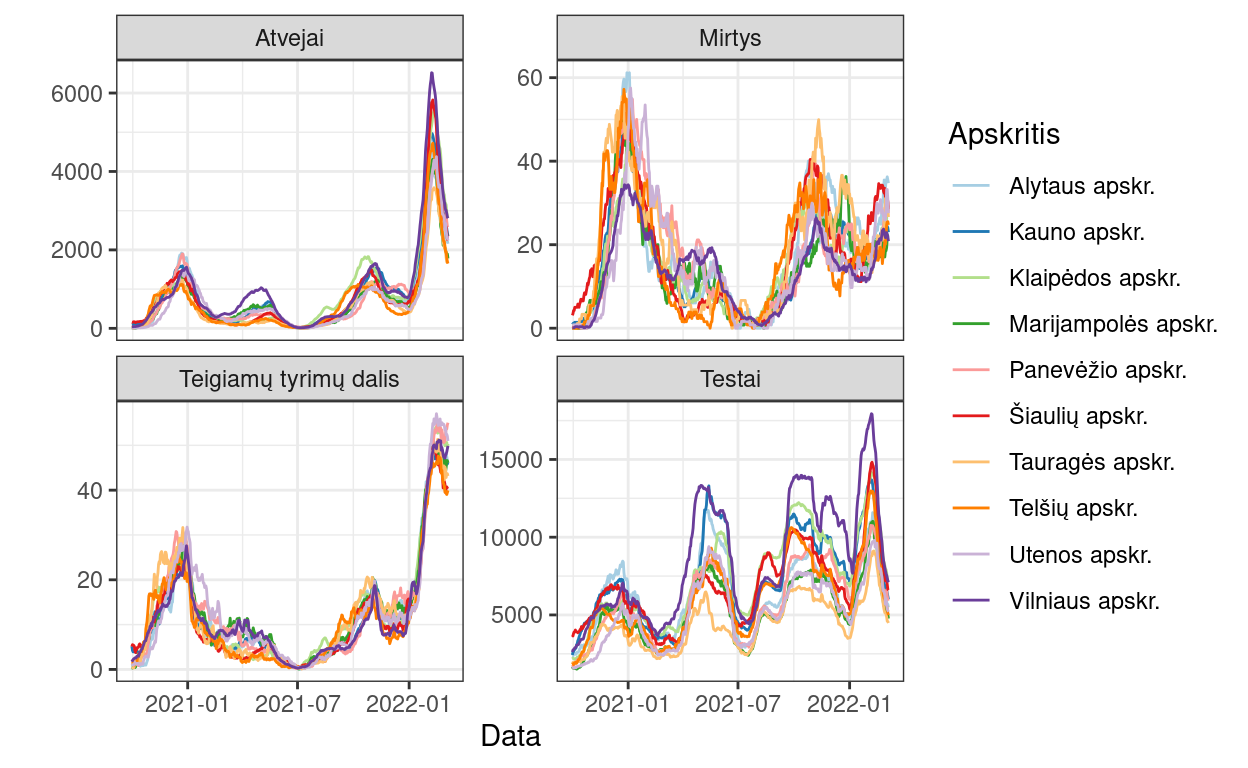 Atvejai
6000
4000
2000
0
Mirtys
60
40
20
0
Teigiamų tyrimų dalis
40
20
0
2021-01 2021-07 2022-01
Testai
15000
10000
5000
2021-01 2021-07 2022-01
Data
Apskritis
Alytaus apskr.
Kauno apskr.
Klaipėdos apskr.
Marijampolės apskr.
Panevėžio apskr.
Šiaulių apskr.
Tauragės apskr.
Telšių apskr.
Utenos apskr.
Vilniaus apskr.